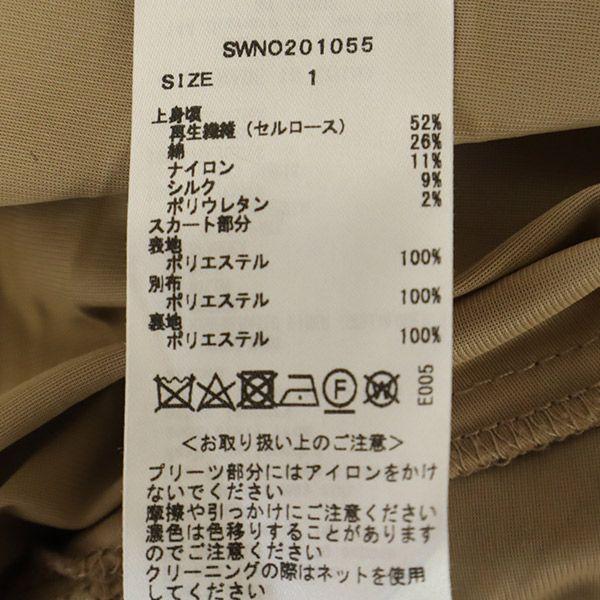 SWNO201055
SIZE 1
上身頃
再生繊維（セルロース） 52%
綿 26%
ナイロン 11%
シルク 9%
ポリウレタン 2%
スカート部分
表地
ポリエステル 100%
別布
ポリエステル 100%
裏地
ポリエステル 100%
F W
E005
＜お取り扱い上のご注意＞
プリーツ部分にはアイロンをかけ
ないでください
摩擦や引っかけにご注意ください
濃色は色移りすることがあります
のでご注意ください
クリーニングの際はネットを使用
してください